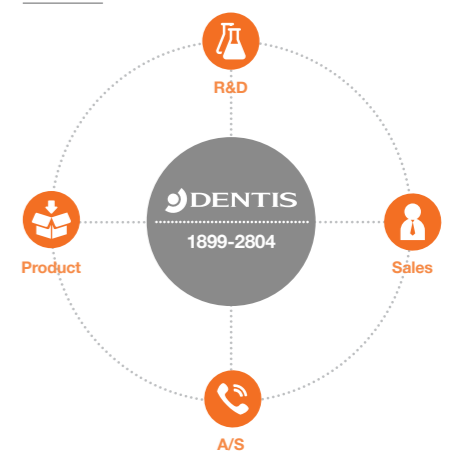 R&D
DENTIS
1899-2804
Product
Sales
A/S